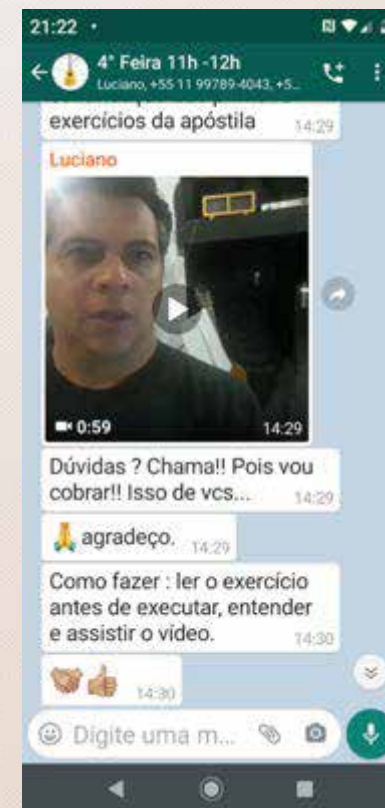 21:22
4° Feira 11h -12h
Luciano, +55 11 99789-4043, +5...
exercícios da apóstila 14:29
Luciano
0:59 14:29
Dúvidas ? Chama!! Pois vou
cobrar!! Isso de vcs... 14:29
agradeço. 14:29
Como fazer : ler o exercício
antes de executar, entender
e assistir o vídeo. 14:30
14:30
Digite uma m...